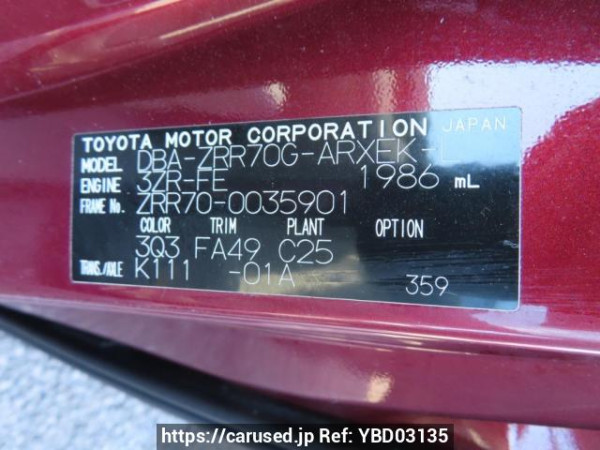 TOYOTA MOTOR CORPORATION JAPAN
MODEL DBA-ZRR70G-ARXEK-
ENGINE 3ZR-FE 1986 mL
FRAME No. ZRR70-0035901
COLOR TRIM PLANT OPTION
3Q3 FA49 C25
TRANS./AXLE K111 -01A 359
https://carused.jp Ref: YBD03135